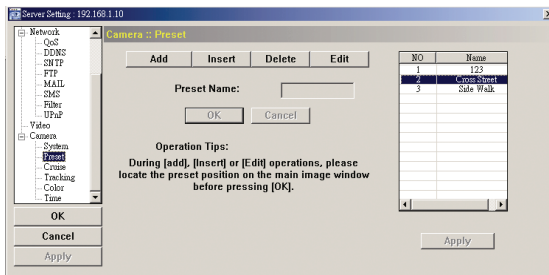 Server Setting : 192.168.1.10
Network
QoS
DDNS
SNTP
FTP
MAIL
SMS
Filter
UPnP
Video
Camera
System
Preset
Cruise
Tracking
Color
Time
OK
Cancel
Apply
Camera :: Preset
Add Insert Delete Edit
Preset Name:
OK Cancel
Operation Tips:
During [add], [Insert] or [Edit] operations, please
locate the preset position on the main image window
before pressing [OK].
NO Name
1 123
2 Cross Street
3 Side Walk
Apply